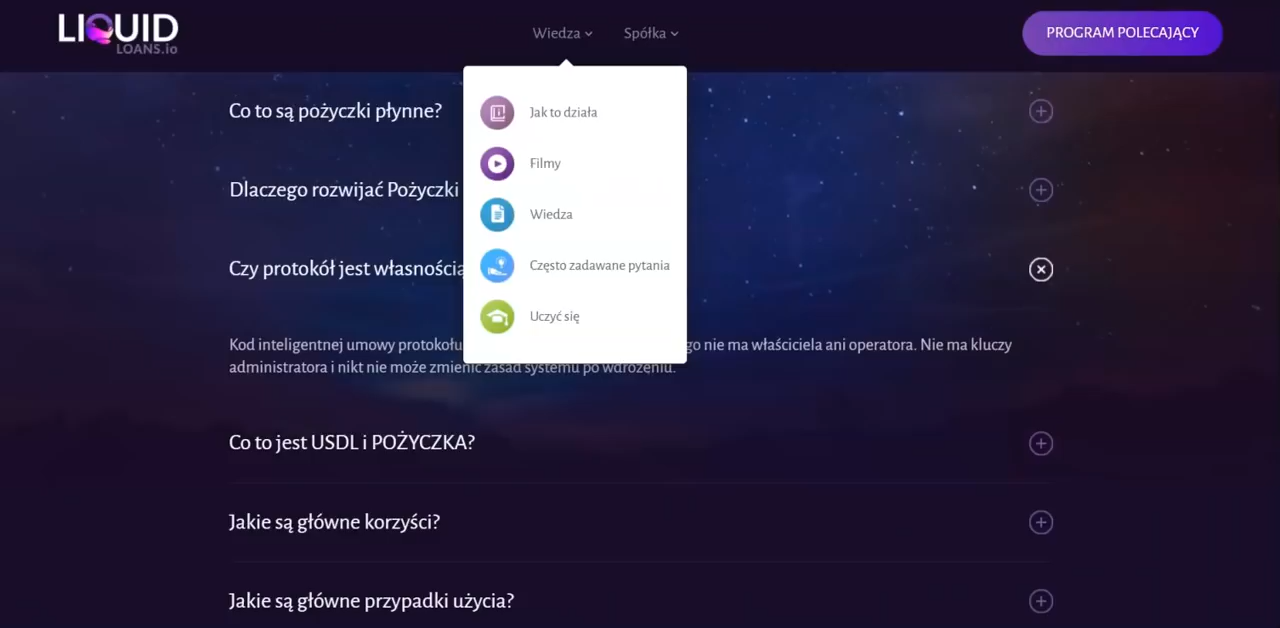 LIQUID
LOANS.io
Wiedza
Spółka
PROGRAM POLECAJĄCY
Jak to działa
Filmy
Wiedza
Często zadawane pytania
Uczyć się
Co to są pożyczki płynne?
Dlaczego rozwijać Pożyczki
Czy protokół jest własnością
Kod inteligentnej umowy protokołu nie ma właściciela ani operatora. Nie ma kluczy
administratora i nikt nie może zmienić zasad systemu po wdrożeniu.
Co to jest USDL i POŻYCZKA?
Jakie są główne korzyści?
Jakie są główne przypadki użycia?